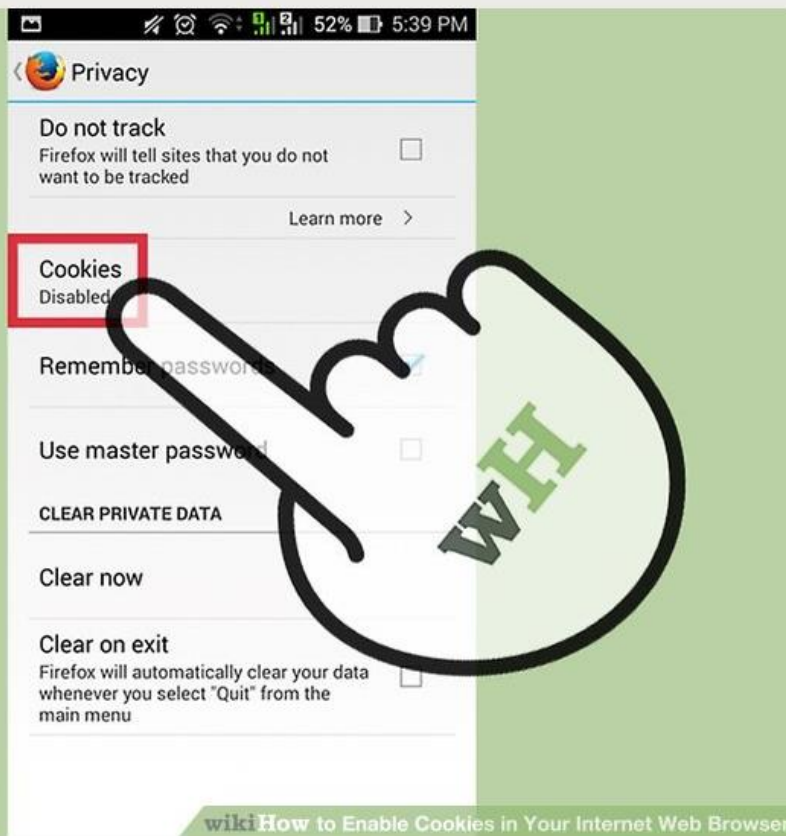 1 2 52% 5:39 PM
Privacy
Do not track
Firefox will tell sites that you do not
want to be tracked
Learn more >
Cookies
Disabled
Remember passwords
Use master password
CLEAR PRIVATE DATA
Clear now
Clear on exit
Firefox will automatically clear your data
whenever you select "Quit" from the
main menu
wH
wikiHow to Enable Cookies in Your Internet Web Browser